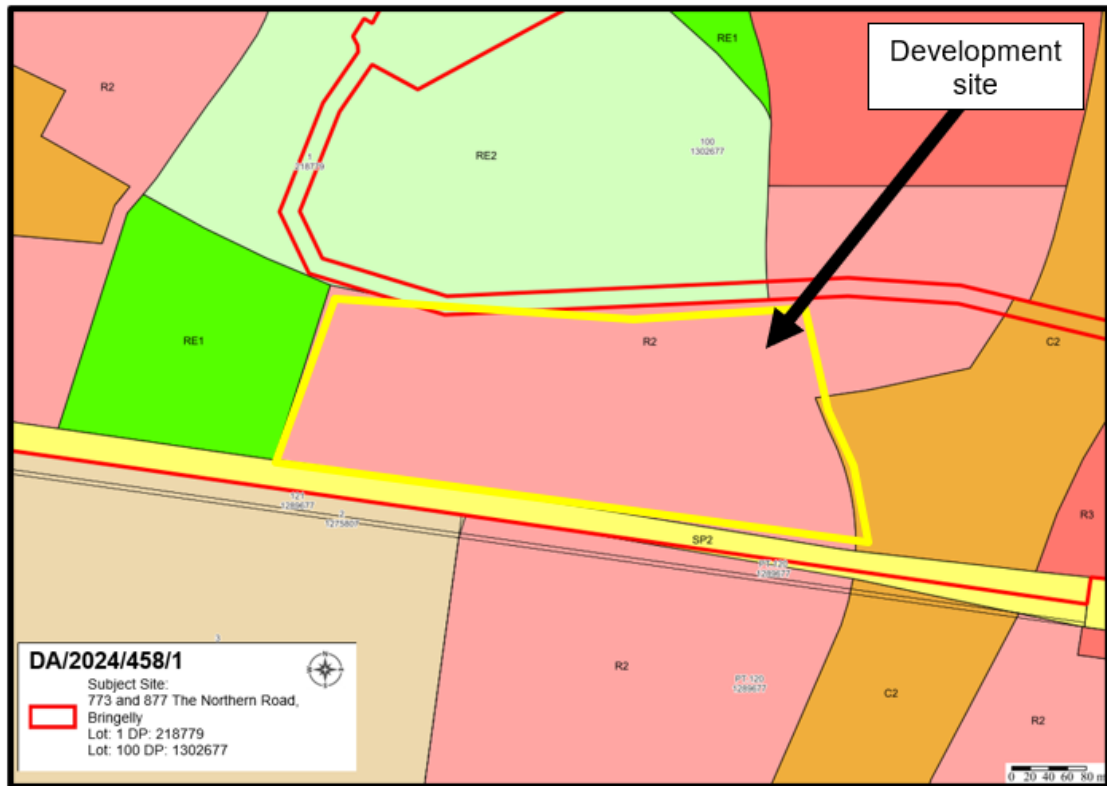 Development
site
RE1
R2
100
1302677
1
218779
RE2
RE1
R2
C2
R3
121
1289677
2
1275807
SP2
PT-120
1289677
3
R2
PT-120
1289677
C2
R2
DA/2024/458/1
Subject Site:
773 and 877 The Northern Road,
Bringelly
Lot: 1 DP: 218779
Lot: 100 DP: 1302677
0 20 40 60 80 m